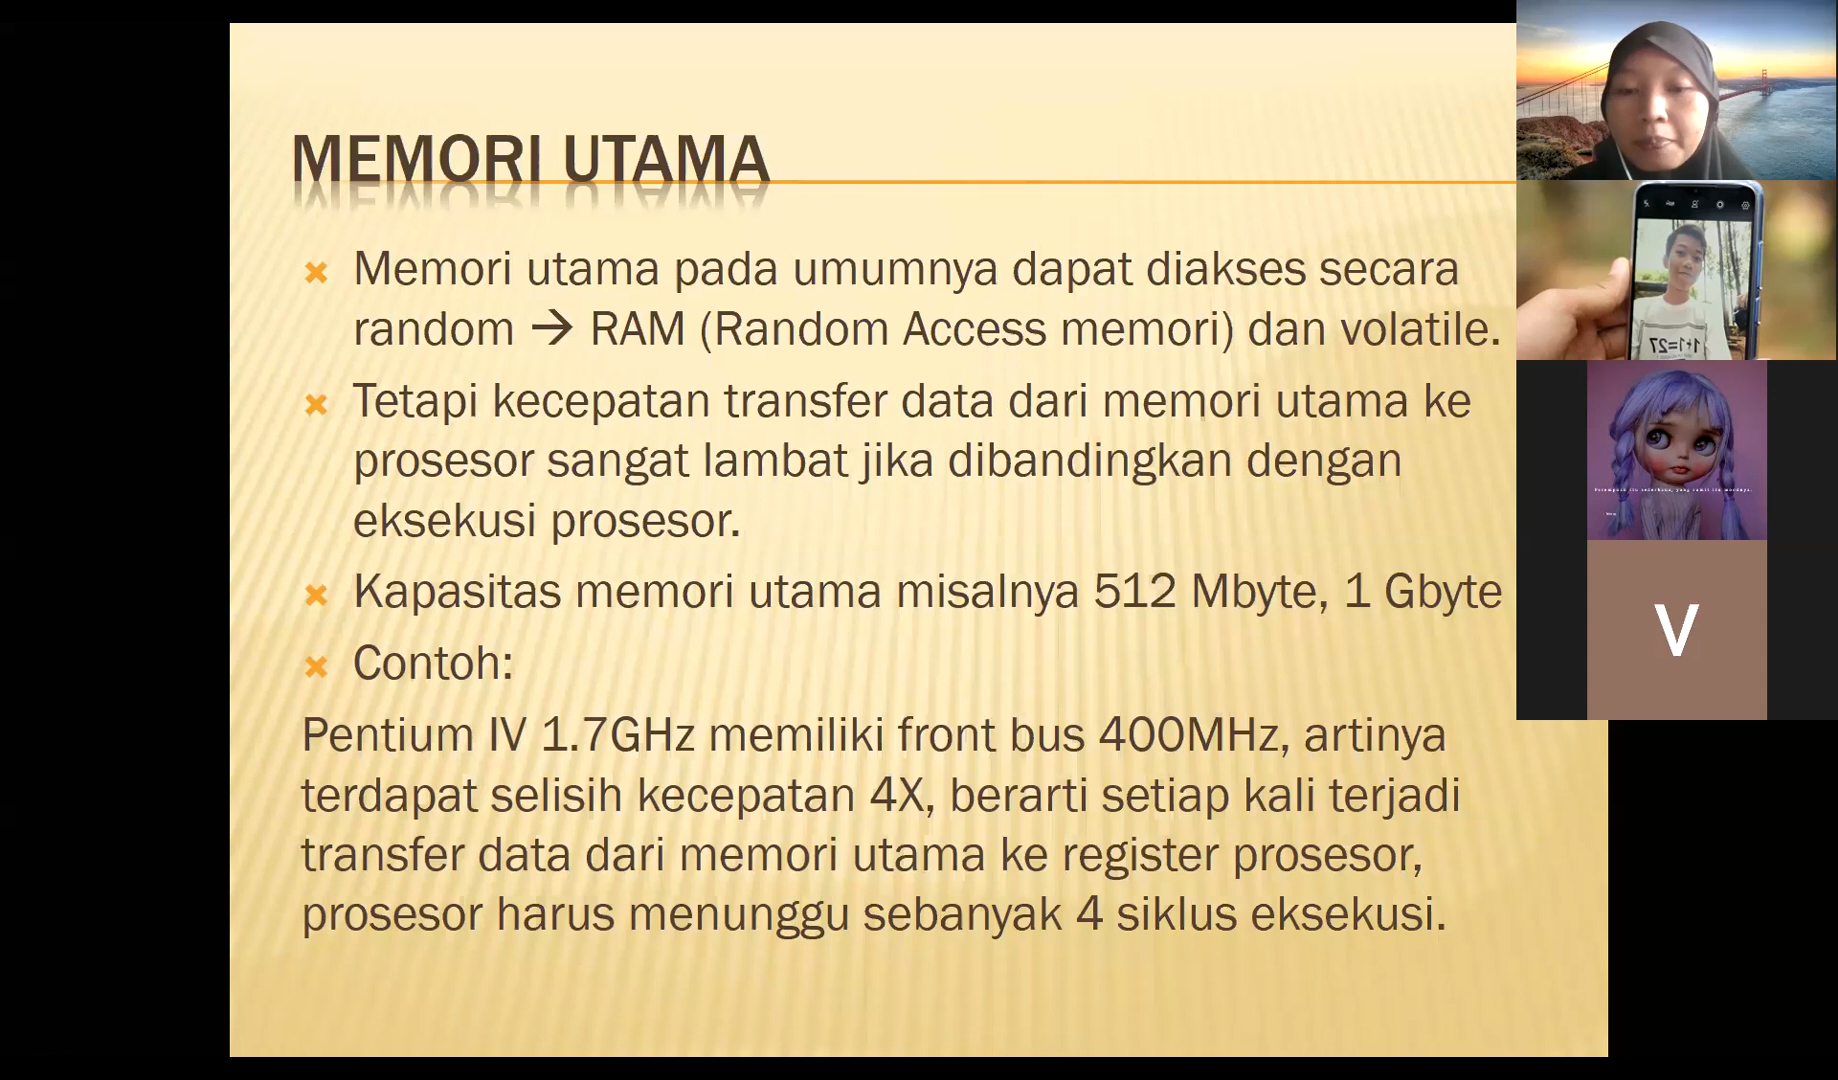 MEMORI UTAMA
Memori utama pada umumnya dapat diakses secara
random → RAM (Random Access memori) dan volatile.
Tetapi kecepatan transfer data dari memori utama ke
prosesor sangat lambat jika dibandingkan dengan
eksekusi prosesor.
Kapasitas memori utama misalnya 512 Mbyte, 1 Gbyte
Contoh:
Pentium IV 1.7GHz memiliki front bus 400MHz, artinya
terdapat selisih kecepatan 4X, berarti setiap kali terjadi
transfer data dari memori utama ke register prosesor,
prosesor harus menunggu sebanyak 4 siklus eksekusi.
1+1=27
V